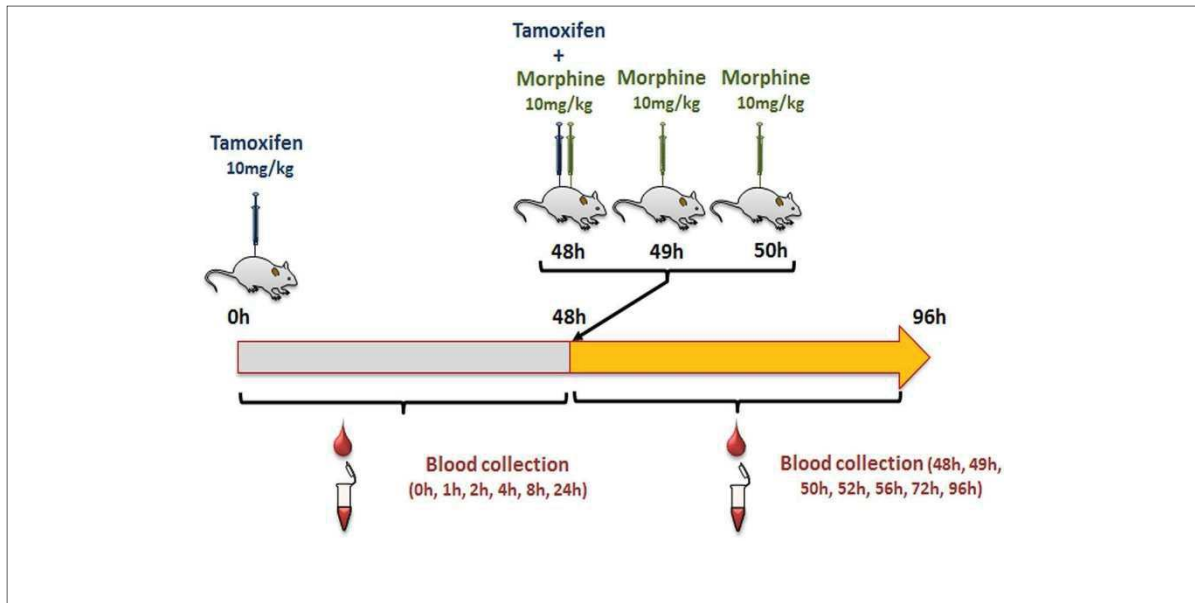 Tamoxifen
+
Morphine
10mg/kg
Morphine
10mg/kg
Morphine
10mg/kg
Tamoxifen
10mg/kg
48h
49h
50h
0h
48h
96h
Blood collection
(0h, 1h, 2h, 4h, 8h, 24h)
Blood collection (48h, 49h,
50h, 52h, 56h, 72h, 96h)